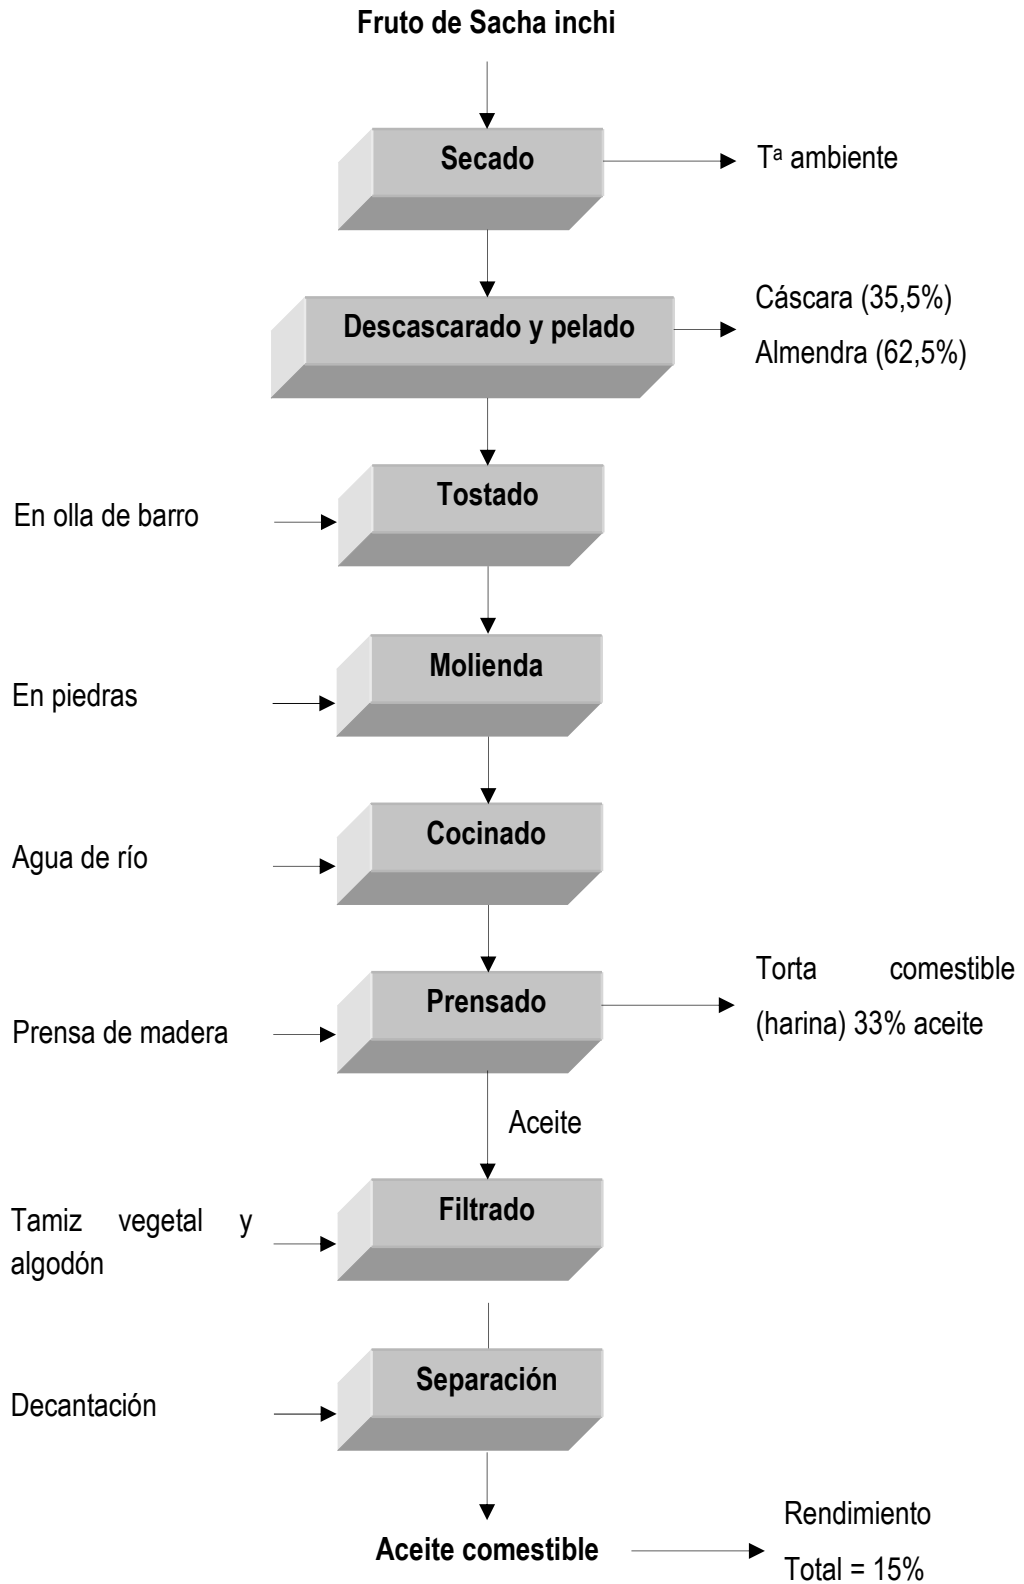 Fruto de Sacha inchi
Secado
Tª ambiente
Descascarado y pelado
Cáscara (35,5%)
Almendra (62,5%)
Tostado
En olla de barro
Molienda
En piedras
Cocinado
Agua de río
Prensado
Torta comestible
(harina) 33% aceite
Prensa de madera
Aceite
Filtrado
Tamiz vegetal y
algodón
Separación
Decantación
Aceite comestible
Rendimiento
Total = 15%